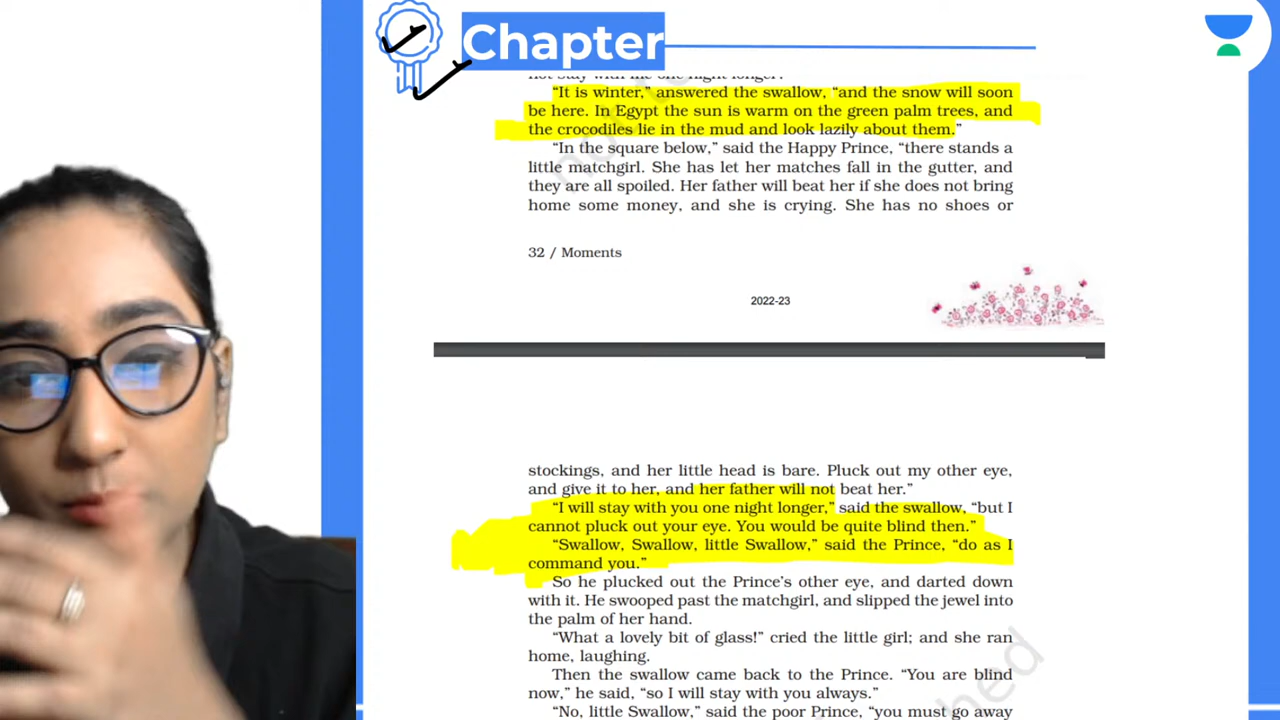 Chapter
not stay with me one night longer?"
"It is winter," answered the swallow, "and the snow will soon
be here. In Egypt the sun is warm on the green palm trees, and
the crocodiles lie in the mud and look lazily about them."
"In the square below," said the Happy Prince, "there stands a
little matchgirl. She has let her matches fall in the gutter, and
they are all spoiled. Her father will beat her if she does not bring
home some money, and she is crying. She has no shoes or
32 / Moments
2022-23
stockings, and her little head is bare. Pluck out my other eye,
and give it to her, and her father will not beat her."
"I will stay with you one night longer," said the swallow, "but I
cannot pluck out your eye. You would be quite blind then."
"Swallow, Swallow, little Swallow," said the Prince, "do as I
command you."
So he plucked out the Prince's other eye, and darted down
with it. He swooped past the matchgirl, and slipped the jewel into
the palm of her hand.
"What a lovely bit of glass!" cried the little girl; and she ran
home, laughing.
Then the swallow came back to the Prince. "You are blind
now," he said, "so I will stay with you always."
"No, little Swallow," said the poor Prince, "you must go away